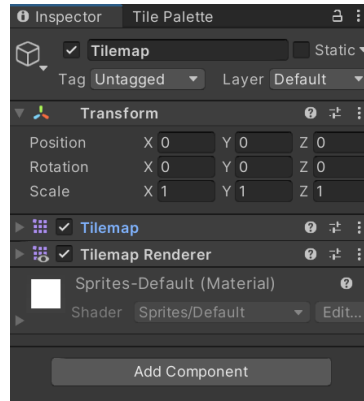 Inspector Tile Palette
Tilemap Static
Tag Untagged Layer Default
Transform
Position X 0 Y 0 Z 0
Rotation X 0 Y 0 Z 0
Scale X 1 Y 1 Z 1
Tilemap
Tilemap Renderer
Sprites-Default (Material)
Shader Sprites/Default Edit...
Add Component